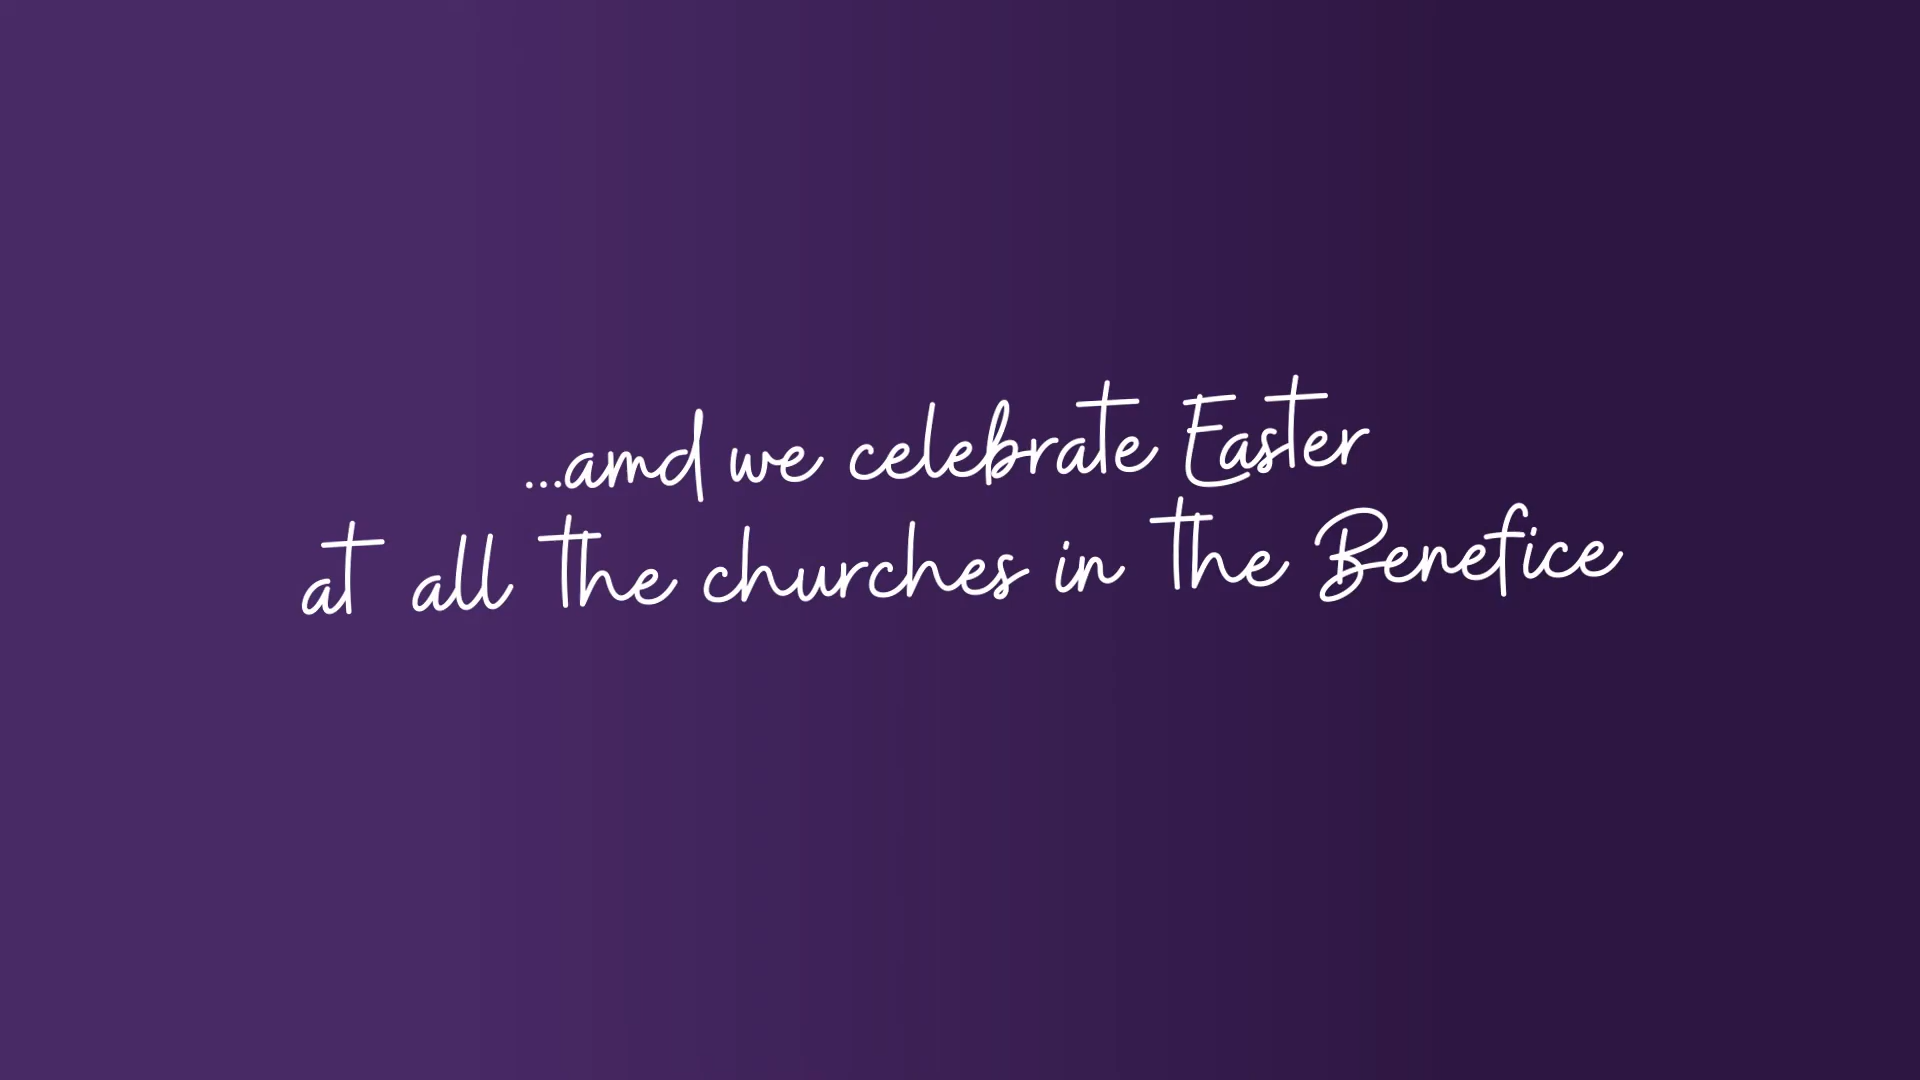 ...amd we celebrate Easter
at all the churches in the Benefice